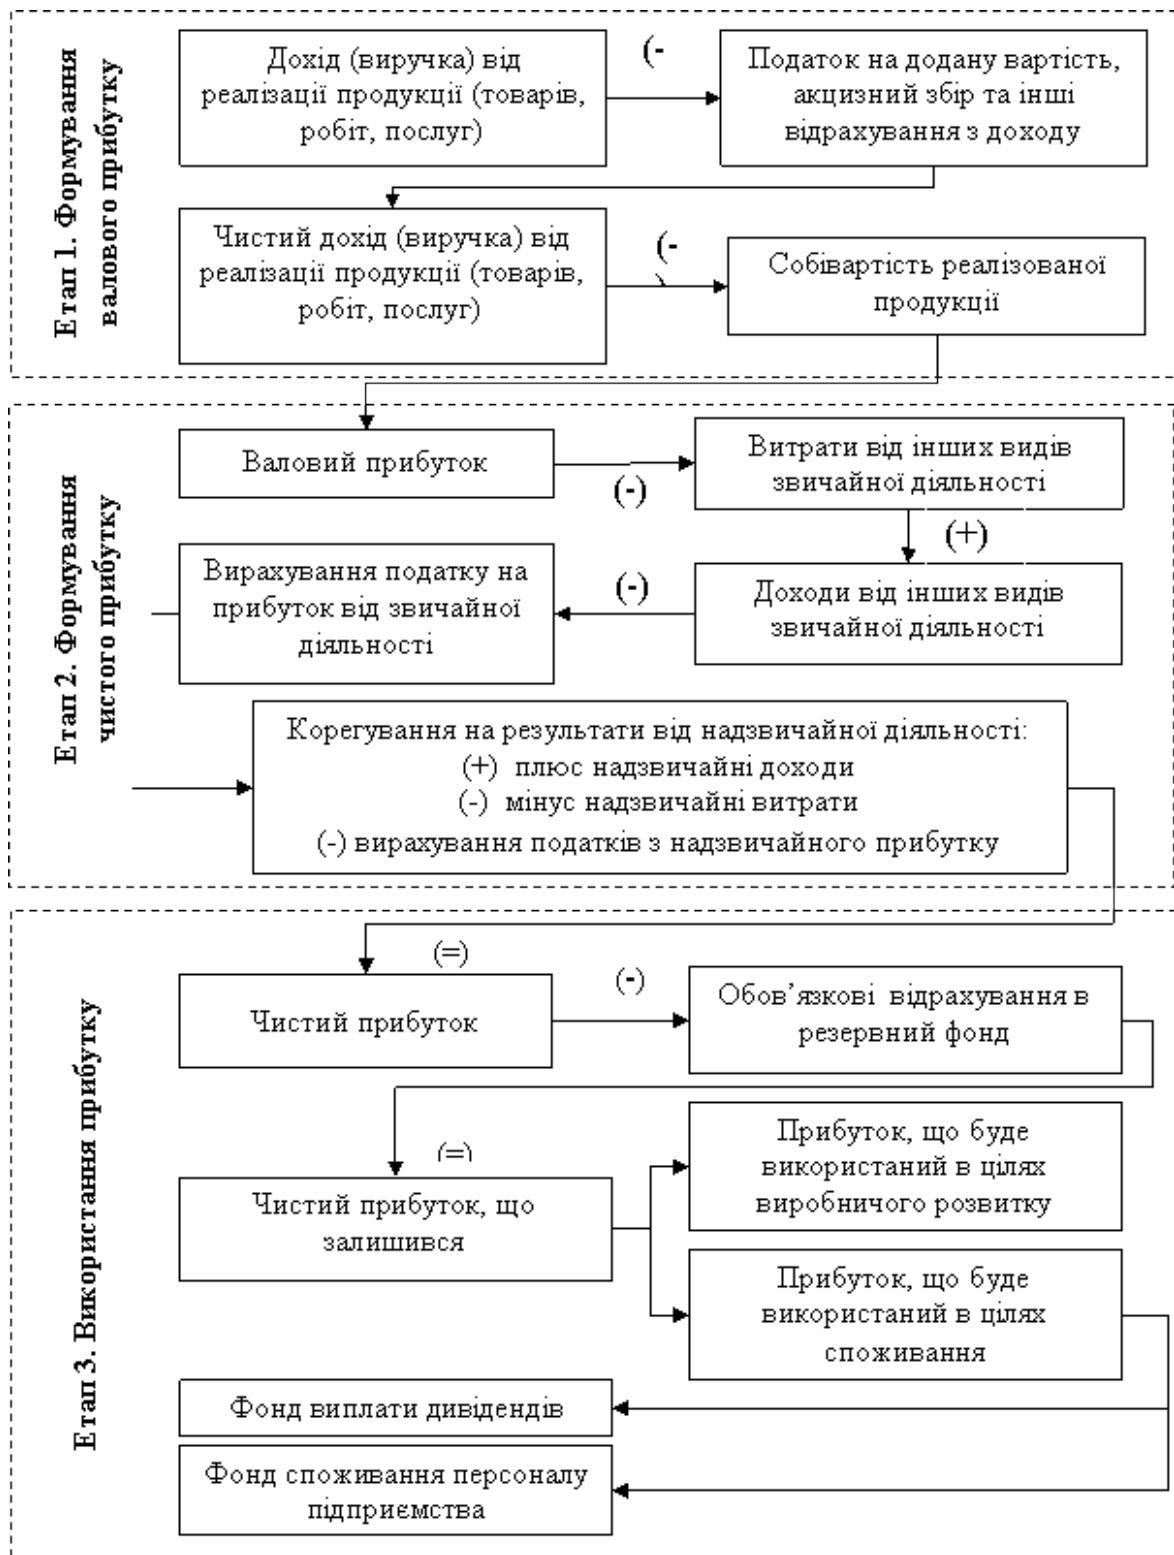 Етап 1. Формування
валового прибутку
Дохід (виручка) від
реалізації продукції (товарів,
робіт, послуг)
(-
Податок на додану вартість,
акцизний збір та інші
відрахування з доходу
Чистий дохід (виручка) від
реалізації продукції (товарів,
робіт, послуг)
(-
)
Собівартість реалізованої
продукції
Етап 2. Формування
чистого прибутку
Валовий прибуток
(-)
Витрати від інших видів
звичайної діяльності
(+)
Вирахування податку на
прибуток від звичайної
діяльності
(-)
Доходи від інших видів
звичайної діяльності
Корегування на результати від надзвичайної діяльності:
(+) плюс надзвичайні доходи
(-) мінус надзвичайні витрати
(-) вирахування податків з надзвичайного прибутку
Етап 3. Використання прибутку
(=)
Чистий прибуток
(-)
Обов’язкові відрахування в
резервний фонд
(=)
Чистий прибуток, що
залишився
Прибуток, що буде
використаний в цілях
виробничого розвитку
Прибуток, що буде
використаний в цілях
споживання
Фонд виплати дивідендів
Фонд споживання персоналу
підприємства